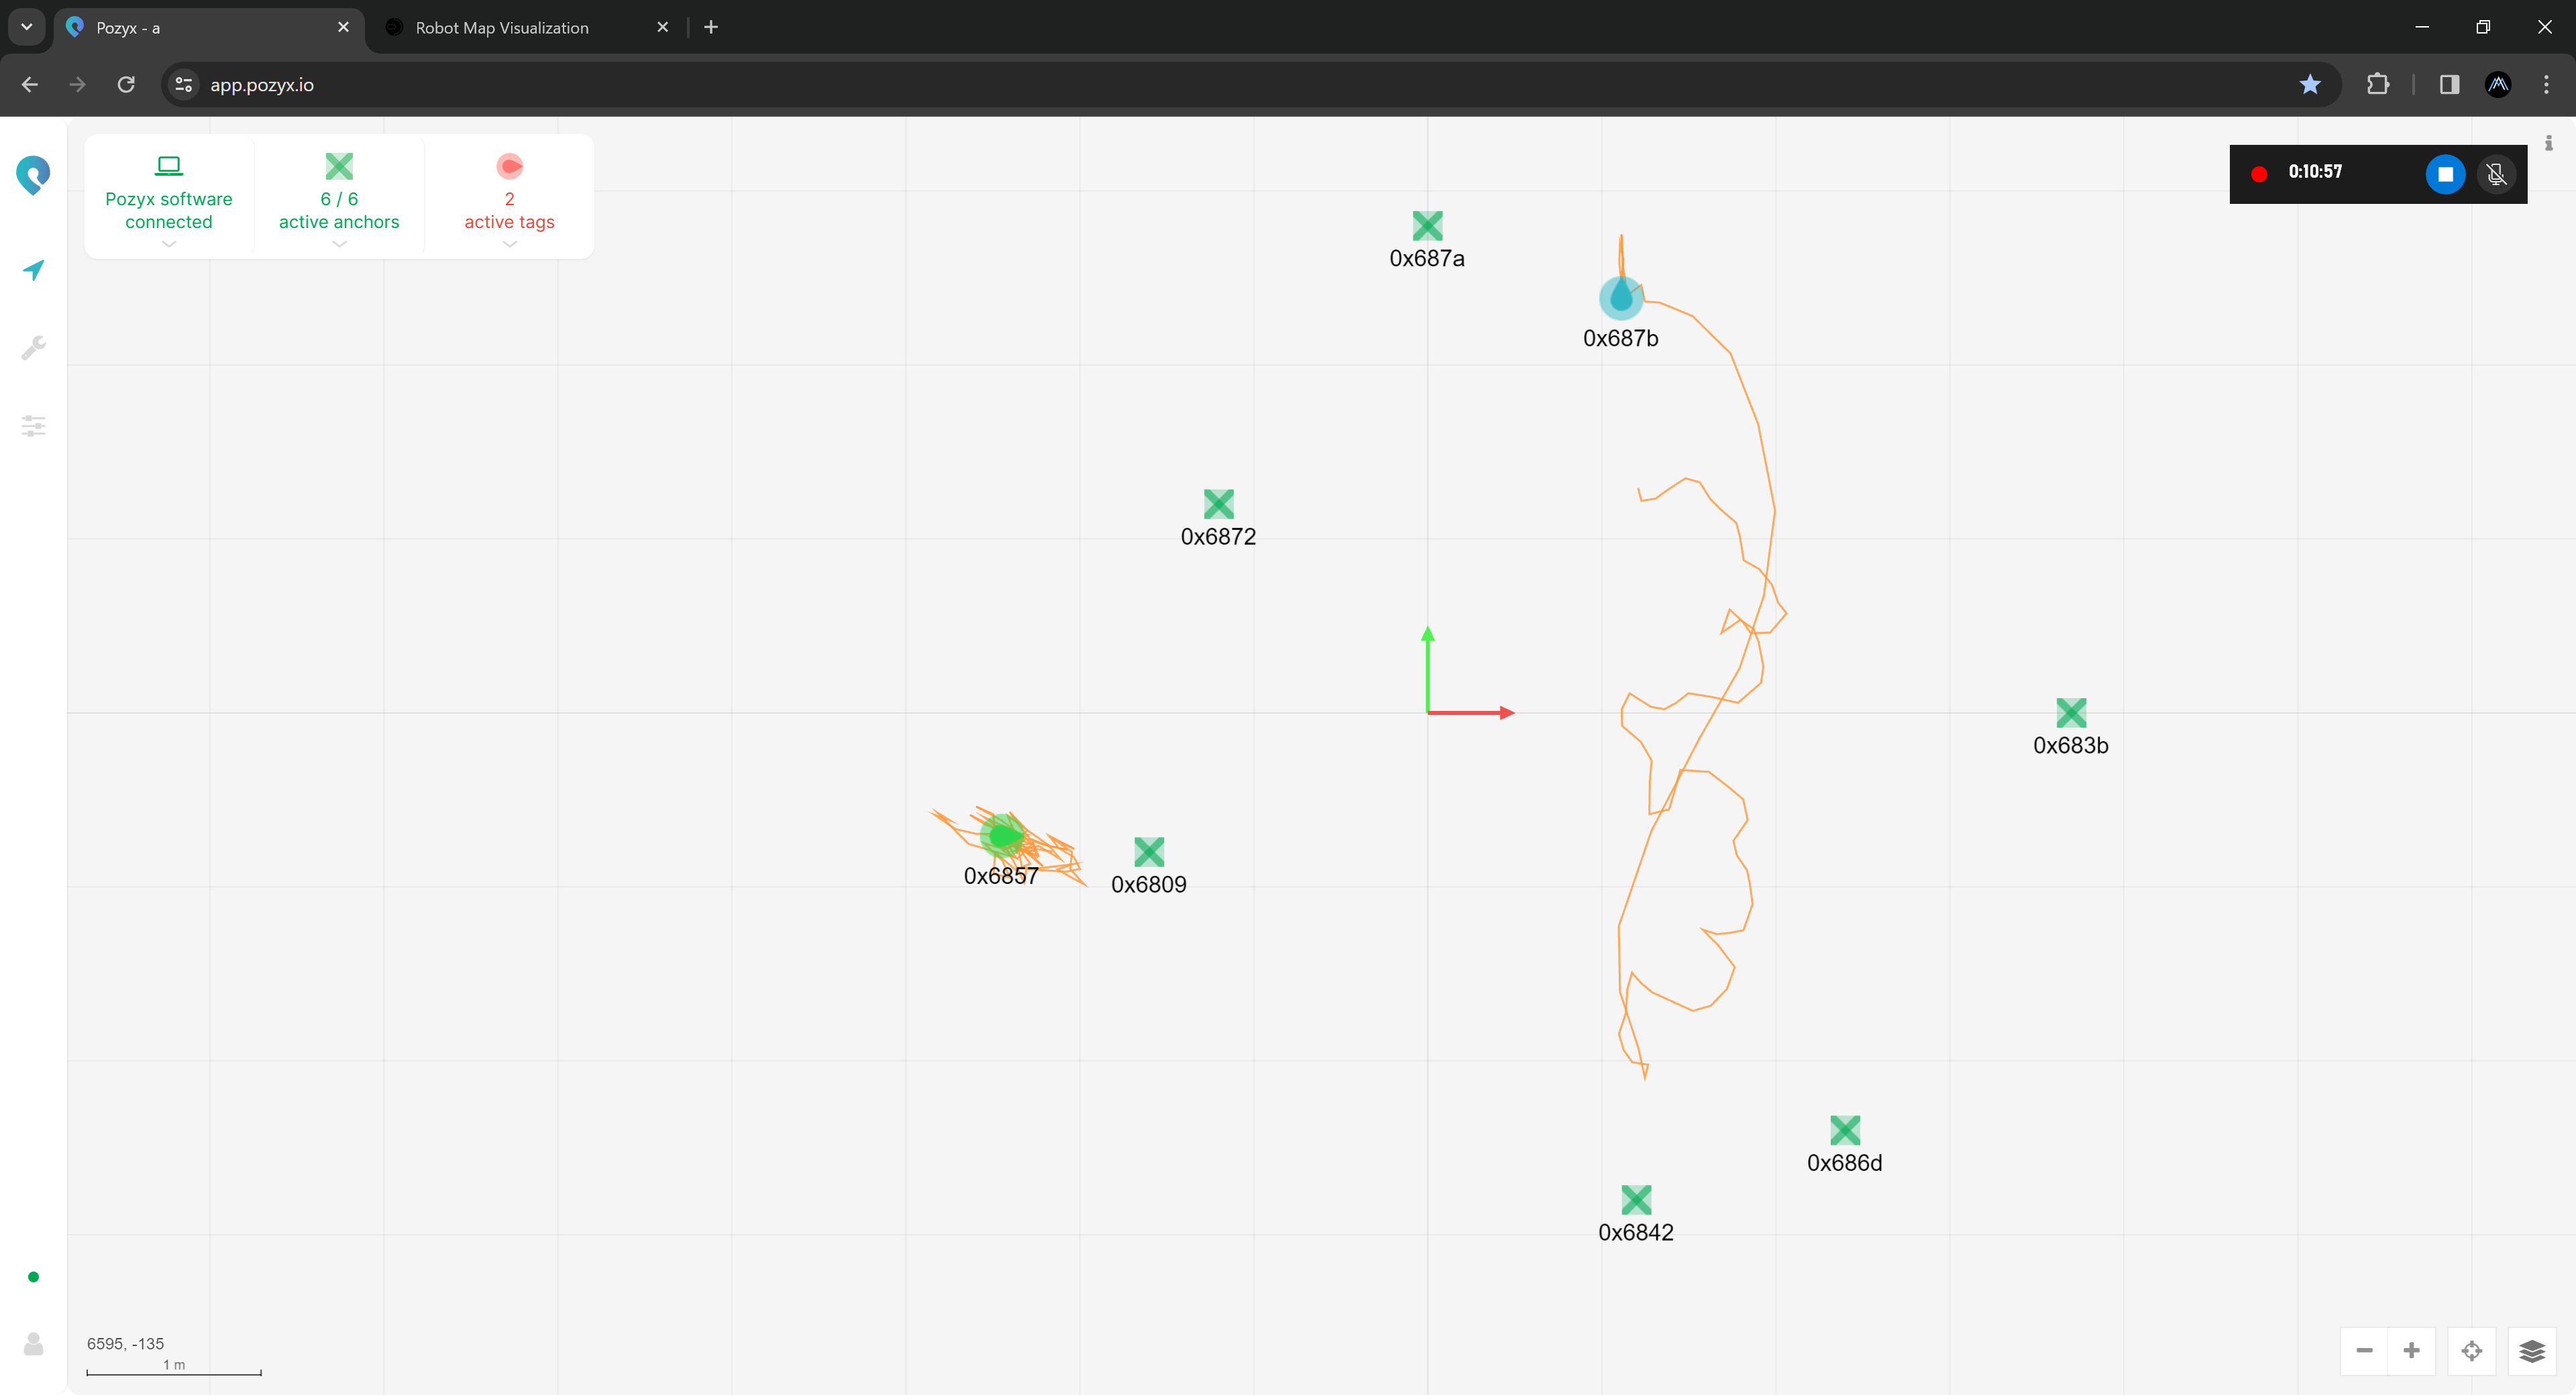 Pozyx - a
Robot Map Visualization
app.pozyx.io
Pozyx software
connected
6 / 6
active anchors
2
active tags
0:10:57
0x687a
0x687b
0x6872
0x683b
0x6857
0x6809
0x686d
0x6842
6595, -135
1 m